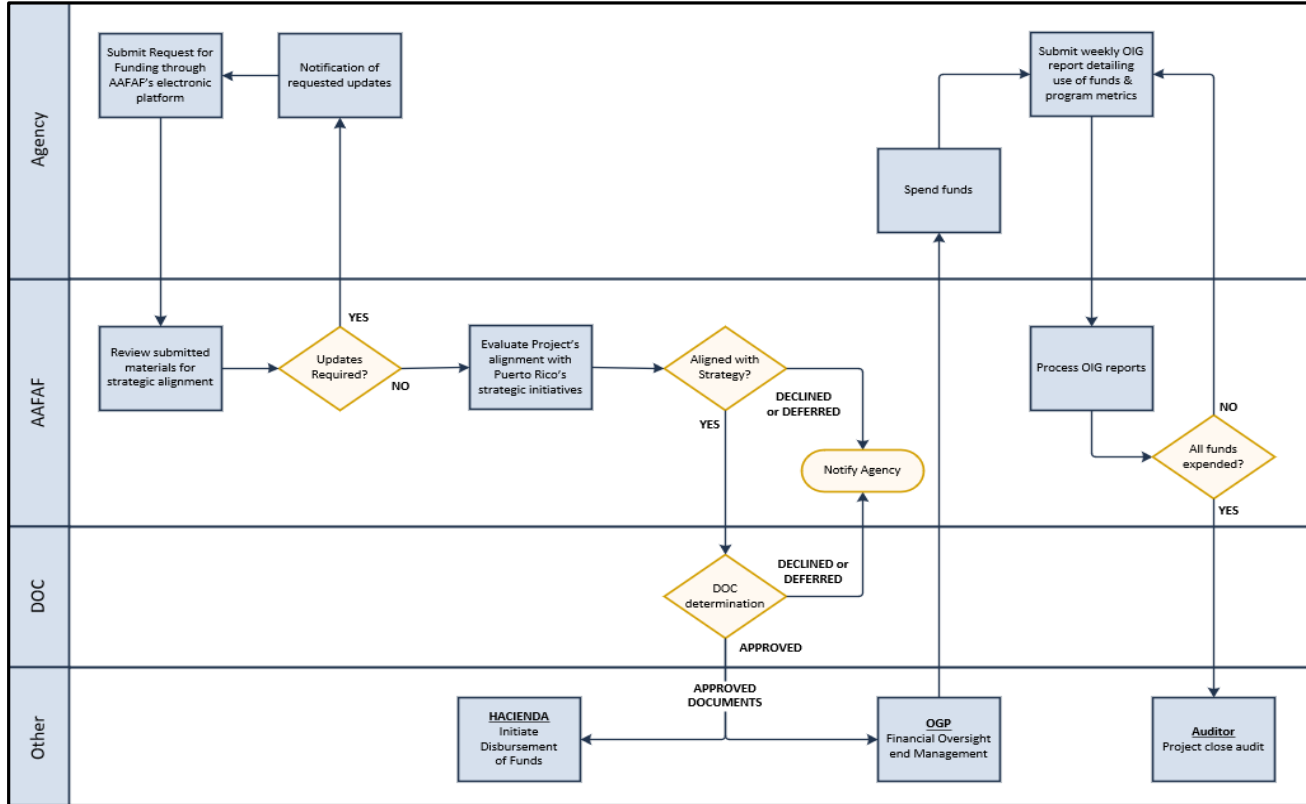 Agency
Submit Request for
Funding through
AAFAF's electronic
platform
Notification of
requested updates
Submit weekly OIG
report detailing
use of funds &
program metrics
Spend funds
AAFAF
Review submitted
materials for
strategic alignment
YES
Updates
Required?
NO
Evaluate Project's
alignment with
Puerto Rico's
strategic initiatives
Aligned with
Strategy?
DECLINED
or DEFERRED
YES
Notify Agency
Process OIG reports
NO
All funds
expended?
YES
DOC
DOC
determination
DECLINED or
DEFERRED
APPROVED
Other
APPROVED
DOCUMENTS
HACIENDA
Initiate
Disbursement
of Funds
OGP
Financial Oversight
end Management
Auditor
Project close audit